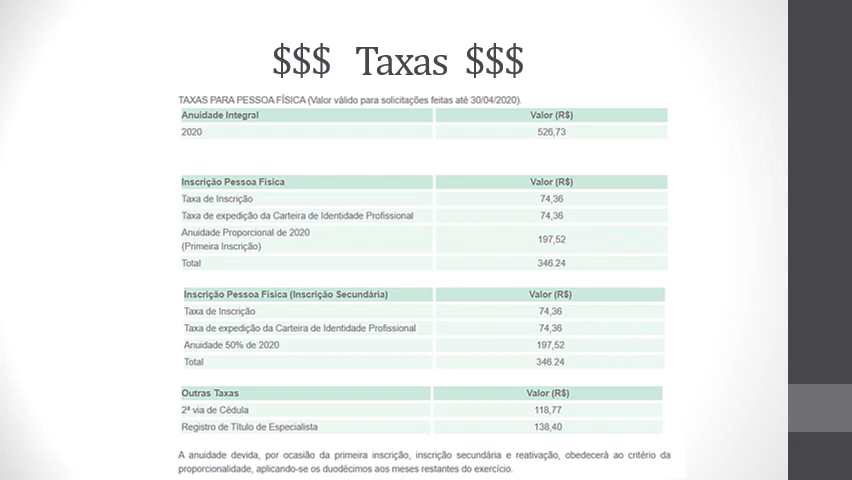 $$$ Taxas $$$
TAXAS PARA PESSOA FÍSICA (Valor válido para solicitações feitas até 30/04/2020).
Anuidade Integral Valor (R$)
2020 526,73
Inscrição Pessoa Fisica Valor (R$)
Taxa de Inscrição 74,36
Taxa de expedição da Carteira de Identidade Profissional 74,36
Anuidade Proporcional de 2020
(Primeira Inscrição) 197,52
Total 346.24
Inscrição Pessoa Fisica (Inscrição Secundária) Valor (R$)
Taxa de Inscrição 74,36
Taxa de expedição da Carteira de Identidade Profissional 74,36
Anuidade 50% de 2020 197,52
Total 346.24
Outras Taxas Valor (R$)
2ª via de Cédula 118,77
Registro de Título de Especialista 138,40
A anuidade devida, por ocasião da primeira inscrição, inscrição secundária e reativação, obedecerá ao critério da
proporcionalidade, aplicando-se os duodécimos aos meses restantes do exercício.